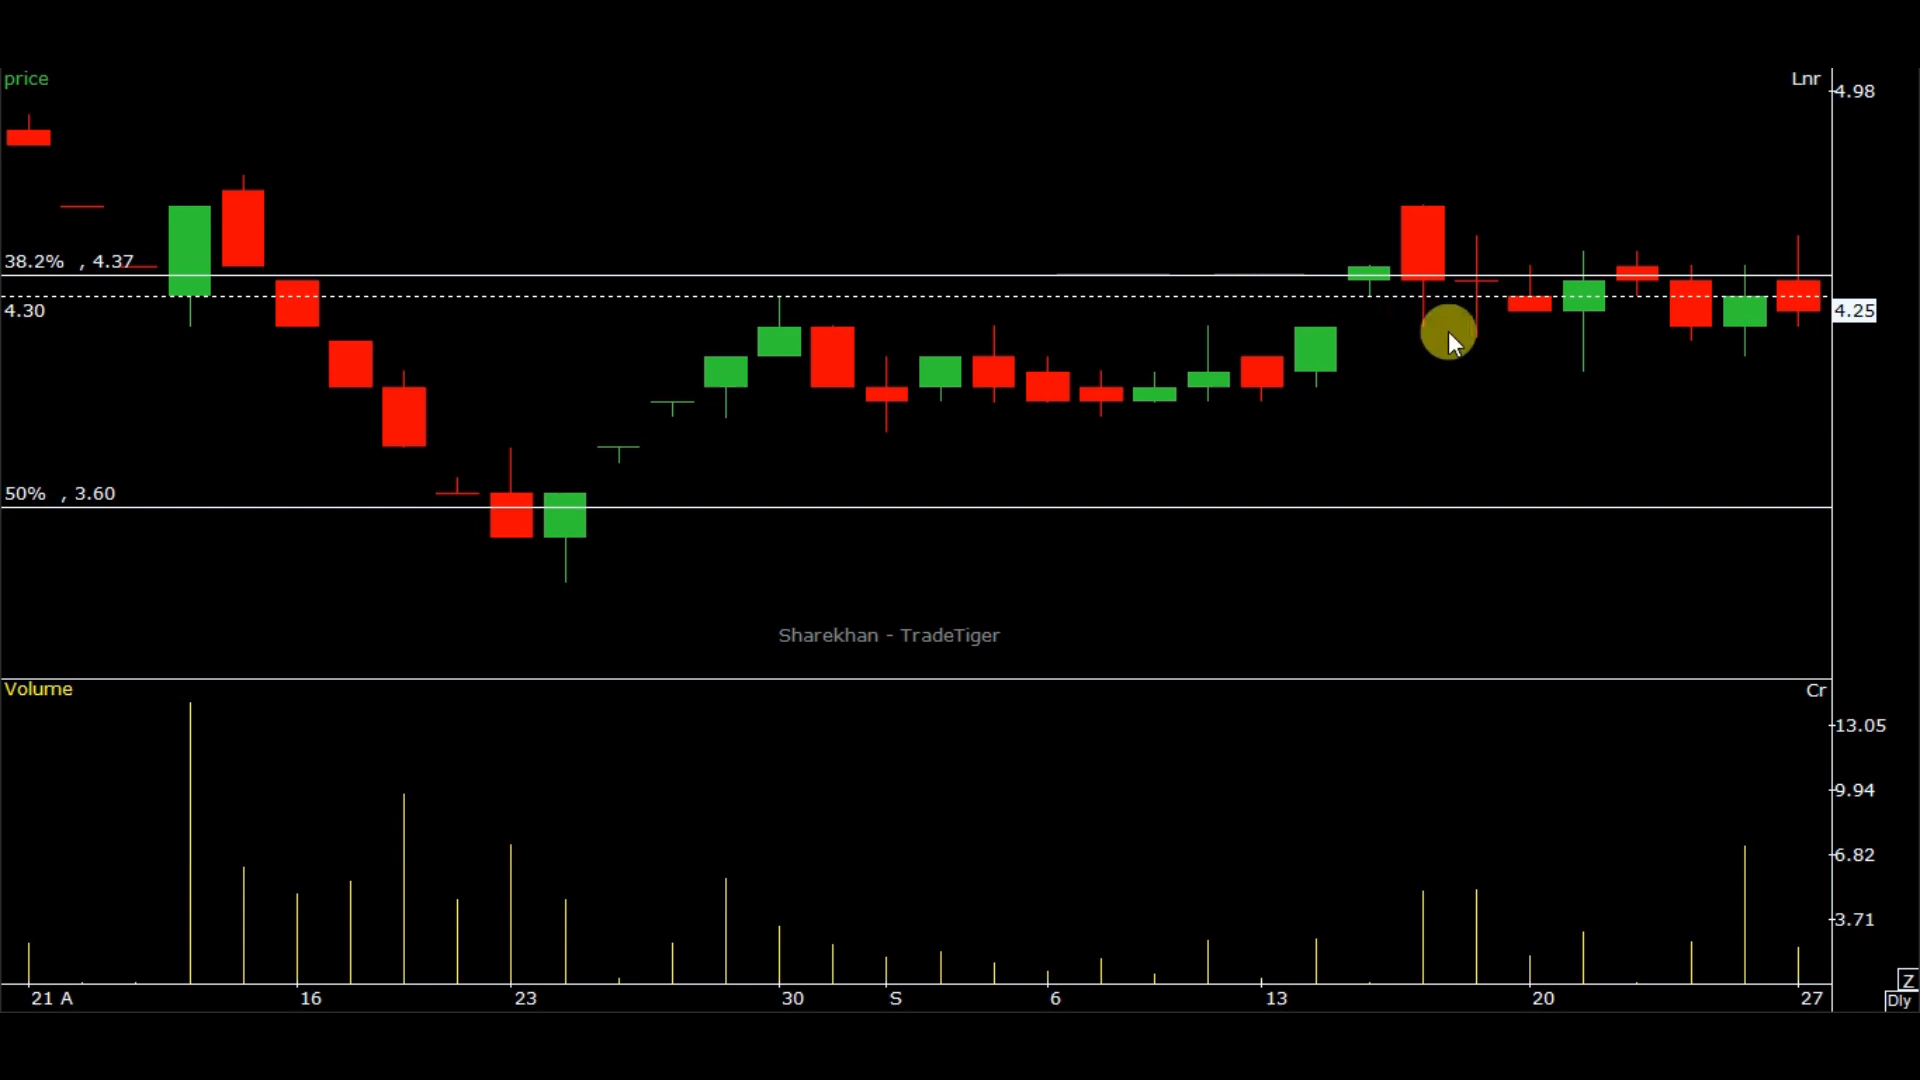 price
Lnr
4.98
38.2% , 4.37
4.30
4.25
50% , 3.60
Sharekhan - TradeTiger
Volume
Cr
13.05
9.94
6.82
3.71
Z
21 A 16 23 30 S 6 13 20 27 Dly